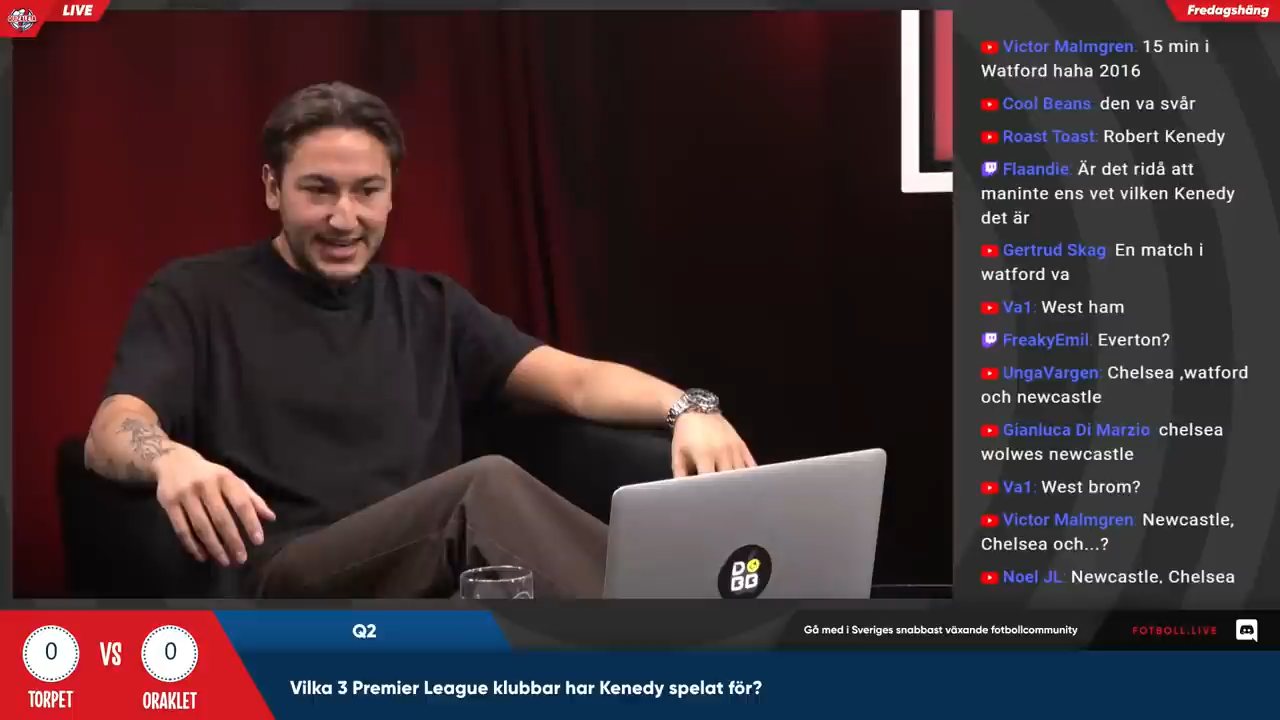 LIVE
Fredagshäng
Victor Malmgren: 15 min i
Watford haha 2016
Cool Beans: den va svår
Roast Toast: Robert Kenedy
Flaandie: Är det ridå att
maninte ens vet vilken Kenedy
det är
Gertrud Skag: En match i
watford va
Va1: West ham
FreakyEmil: Everton?
UngaVargen: Chelsea ,watford
och newcastle
Gianluca Di Marzio: chelsea
wolwes newcastle
Va1: West brom?
Victor Malmgren: Newcastle,
Chelsea och...?
Noel JL: Newcastle, Chelsea
Q2
Gå med i Sveriges snabbast växande fotbollcommunity
FOTBOLL.LIVE
0 VS 0
TORPET ORAKLET
Vilka 3 Premier League klubbar har Kenedy spelat för?